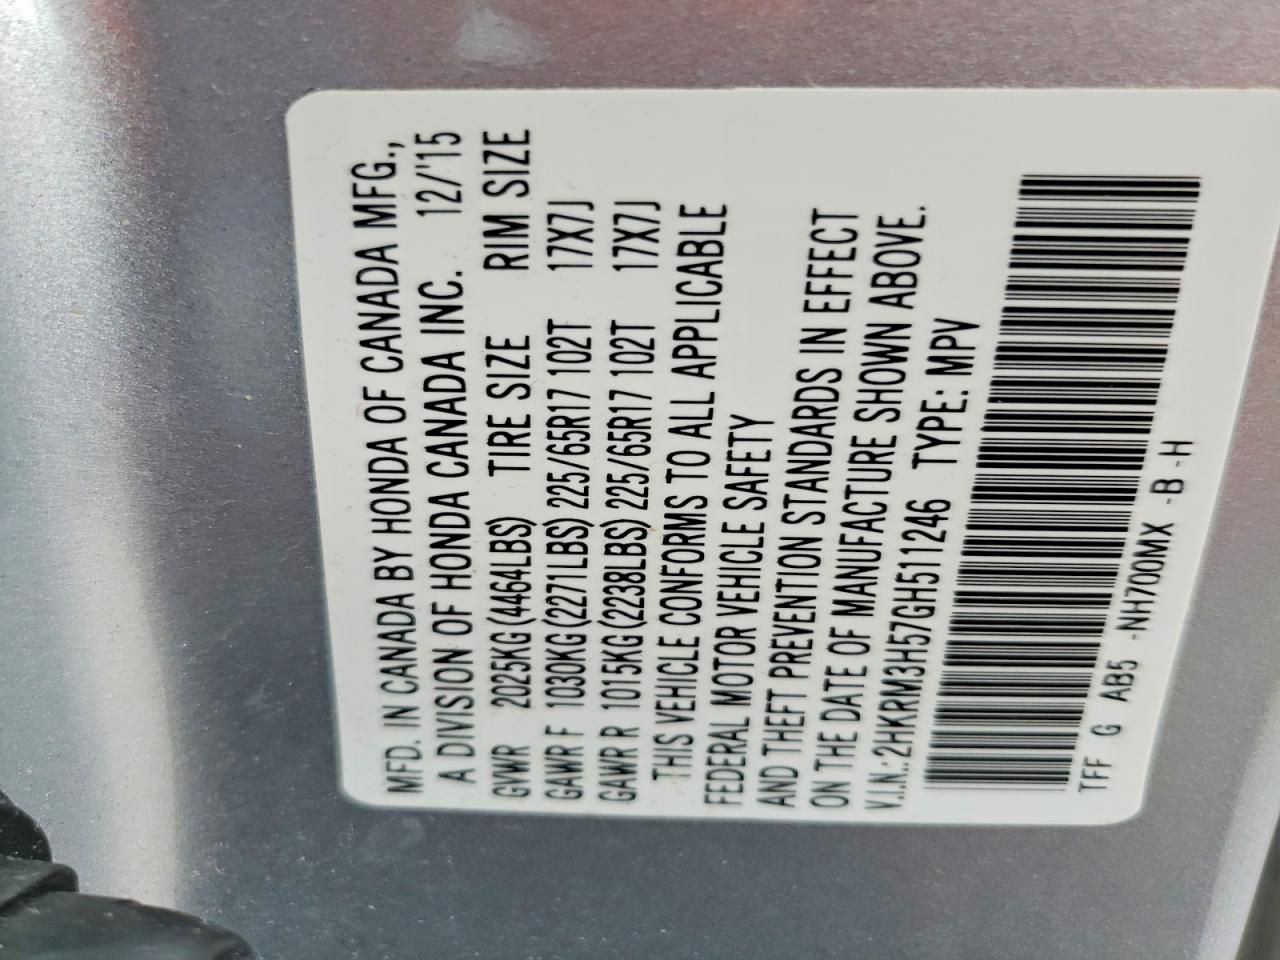 MFD. IN CANADA BY HONDA OF CANADA MFG.,
A DIVISION OF HONDA CANADA INC. 12/'15
GVWR 2025KG(4464LBS) TIRE SIZE RIM SIZE
GAWR F 1030KG(2271LBS) 225/65R17 102T 17X7J
GAWR R 1015KG(2238LBS) 225/65R17 102T 17X7J
THIS VEHICLE CONFORMS TO ALL APPLICABLE
FEDERAL MOTOR VEHICLE SAFETY
AND THEFT PREVENTION STANDARDS IN EFFECT
ON THE DATE OF MANUFACTURE SHOWN ABOVE.
V.I.N.:2HKRM3H57GH511246 TYPE: MPV
TFF G AB5 -NH700MX -B -H